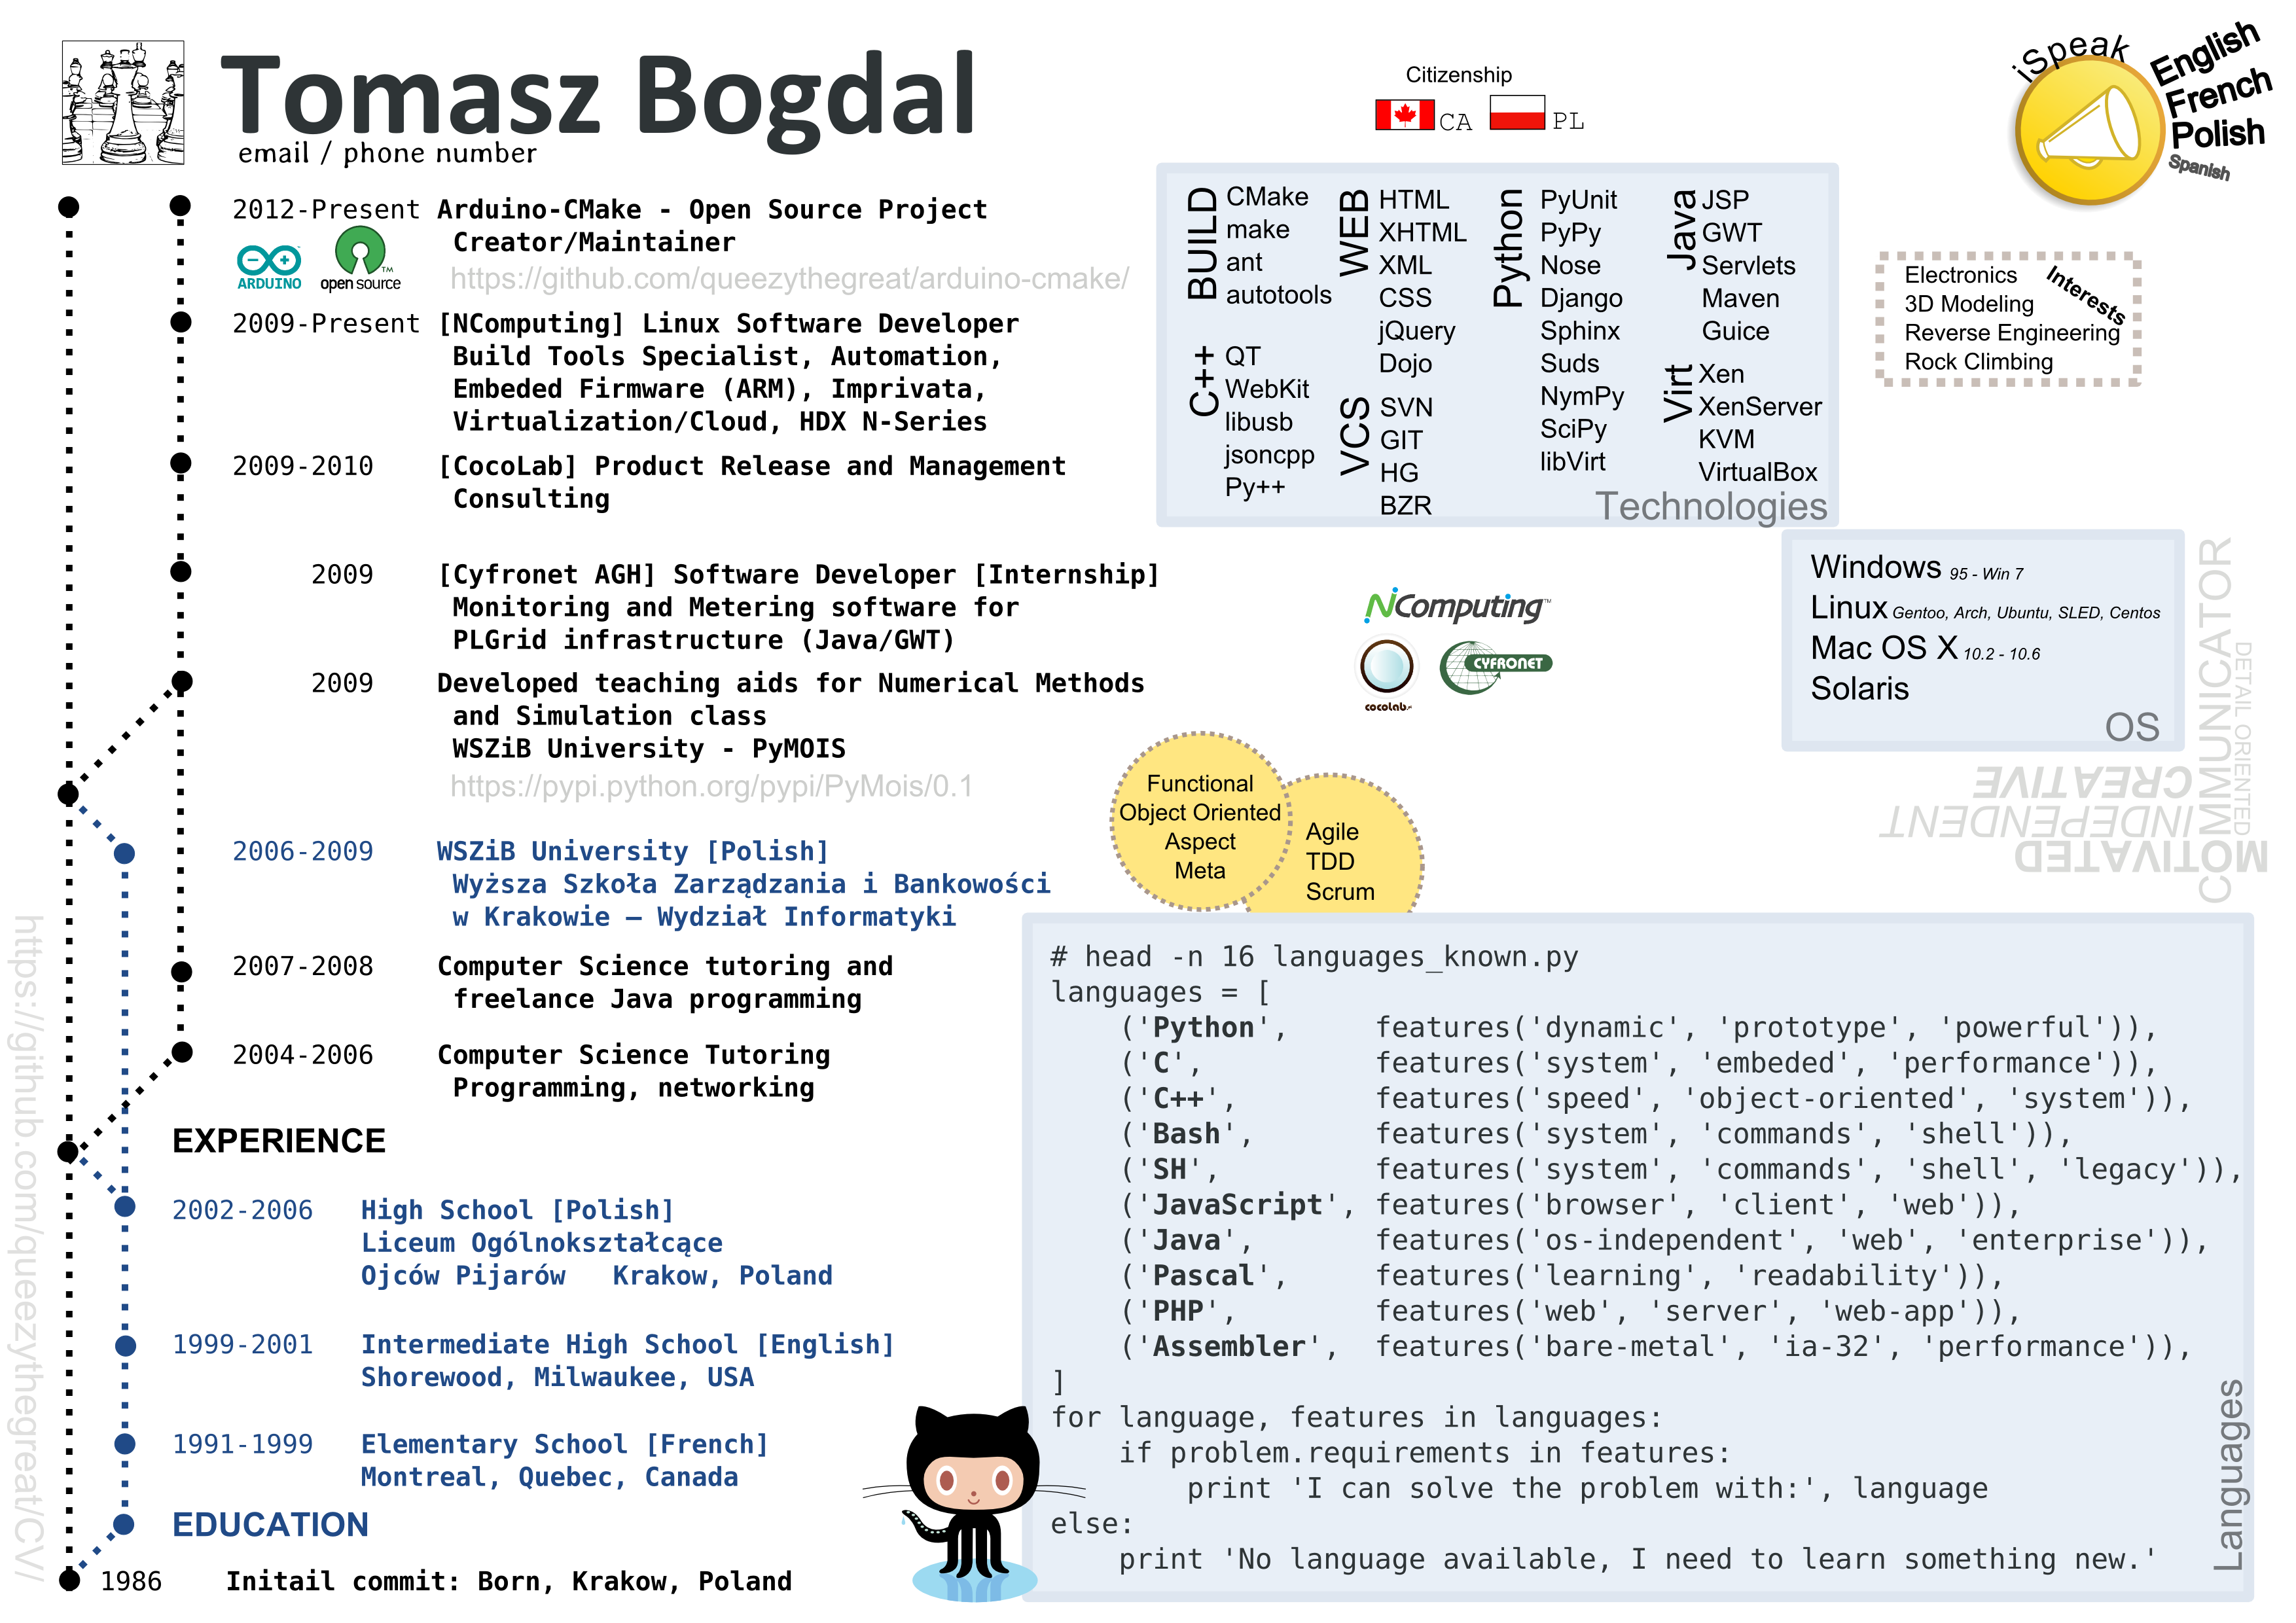 Tomasz Bogdal
email / phone number
2012-Present Arduino-CMake - Open Source Project
Creator/Maintainer
ARDUINO
open source™
https://github.com/queezythegreat/arduino-cmake/
2009-Present [NComputing] Linux Software Developer
Build Tools Specialist, Automation,
Embeded Firmware (ARM), Imprivata,
Virtualization/Cloud, HDX N-Series
2009-2010 [CocoLab] Product Release and Management
Consulting
2009 [Cyfronet AGH] Software Developer [Internship]
Monitoring and Metering software for
PLGrid infrastructure (Java/GWT)
2009 Developed teaching aids for Numerical Methods
and Simulation class
WSZiB University - PyMOIS
https://pypi.python.org/pypi/PyMois/0.1
2006-2009 WSZiB University [Polish]
Wyższa Szkoła Zarządzania i Bankowości
w Krakowie – Wydział Informatyki
2007-2008 Computer Science tutoring and
freelance Java programming
2004-2006 Computer Science Tutoring
Programming, networking
EXPERIENCE
2002-2006 High School [Polish]
Liceum Ogólnokształcące
Ojców Pijarów Krakow, Poland
1999-2001 Intermediate High School [English]
Shorewood, Milwaukee, USA
1991-1999 Elementary School [French]
Montreal, Quebec, Canada
EDUCATION
1986 Initail commit: Born, Krakow, Poland
https://github.com/queezythegreat/CV/
Citizenship
CA
PL
iSpeak
English
French
Polish
Spanish
BUILD
CMake
make
ant
autotools
C++
QT
WebKit
libusb
jsoncpp
Py++
WEB
HTML
XHTML
XML
CSS
jQuery
Dojo
VCS
SVN
GIT
HG
BZR
Python
PyUnit
PyPy
Nose
Django
Sphinx
Suds
NymPy
SciPy
libVirt
Java
JSP
GWT
Servlets
Maven
Guice
Virt
Xen
XenServer
KVM
VirtualBox
Technologies
Interests
Electronics
3D Modeling
Reverse Engineering
Rock Climbing
NComputing™
cocolab
CYFRONET
Windows 95 - Win 7
Linux Gentoo, Arch, Ubuntu, SLED, Centos
Mac OS X 10.2 - 10.6
Solaris
OS
COMMUNICATOR
DETAIL ORIENTED
CREATIVE
INDEPENDENT
MOTIVATED
Functional
Object Oriented
Aspect
Meta
Agile
TDD
Scrum
# head -n 16 languages_known.py
languages = [
('Python', features('dynamic', 'prototype', 'powerful')),
('C', features('system', 'embeded', 'performance')),
('C++', features('speed', 'object-oriented', 'system')),
('Bash', features('system', 'commands', 'shell')),
('SH', features('system', 'commands', 'shell', 'legacy')),
('JavaScript', features('browser', 'client', 'web')),
('Java', features('os-independent', 'web', 'enterprise')),
('Pascal', features('learning', 'readability')),
('PHP', features('web', 'server', 'web-app')),
('Assembler', features('bare-metal', 'ia-32', 'performance')),
]
for language, features in languages:
if problem.requirements in features:
print 'I can solve the problem with:', language
else:
print 'No language available, I need to learn something new.'
Languages